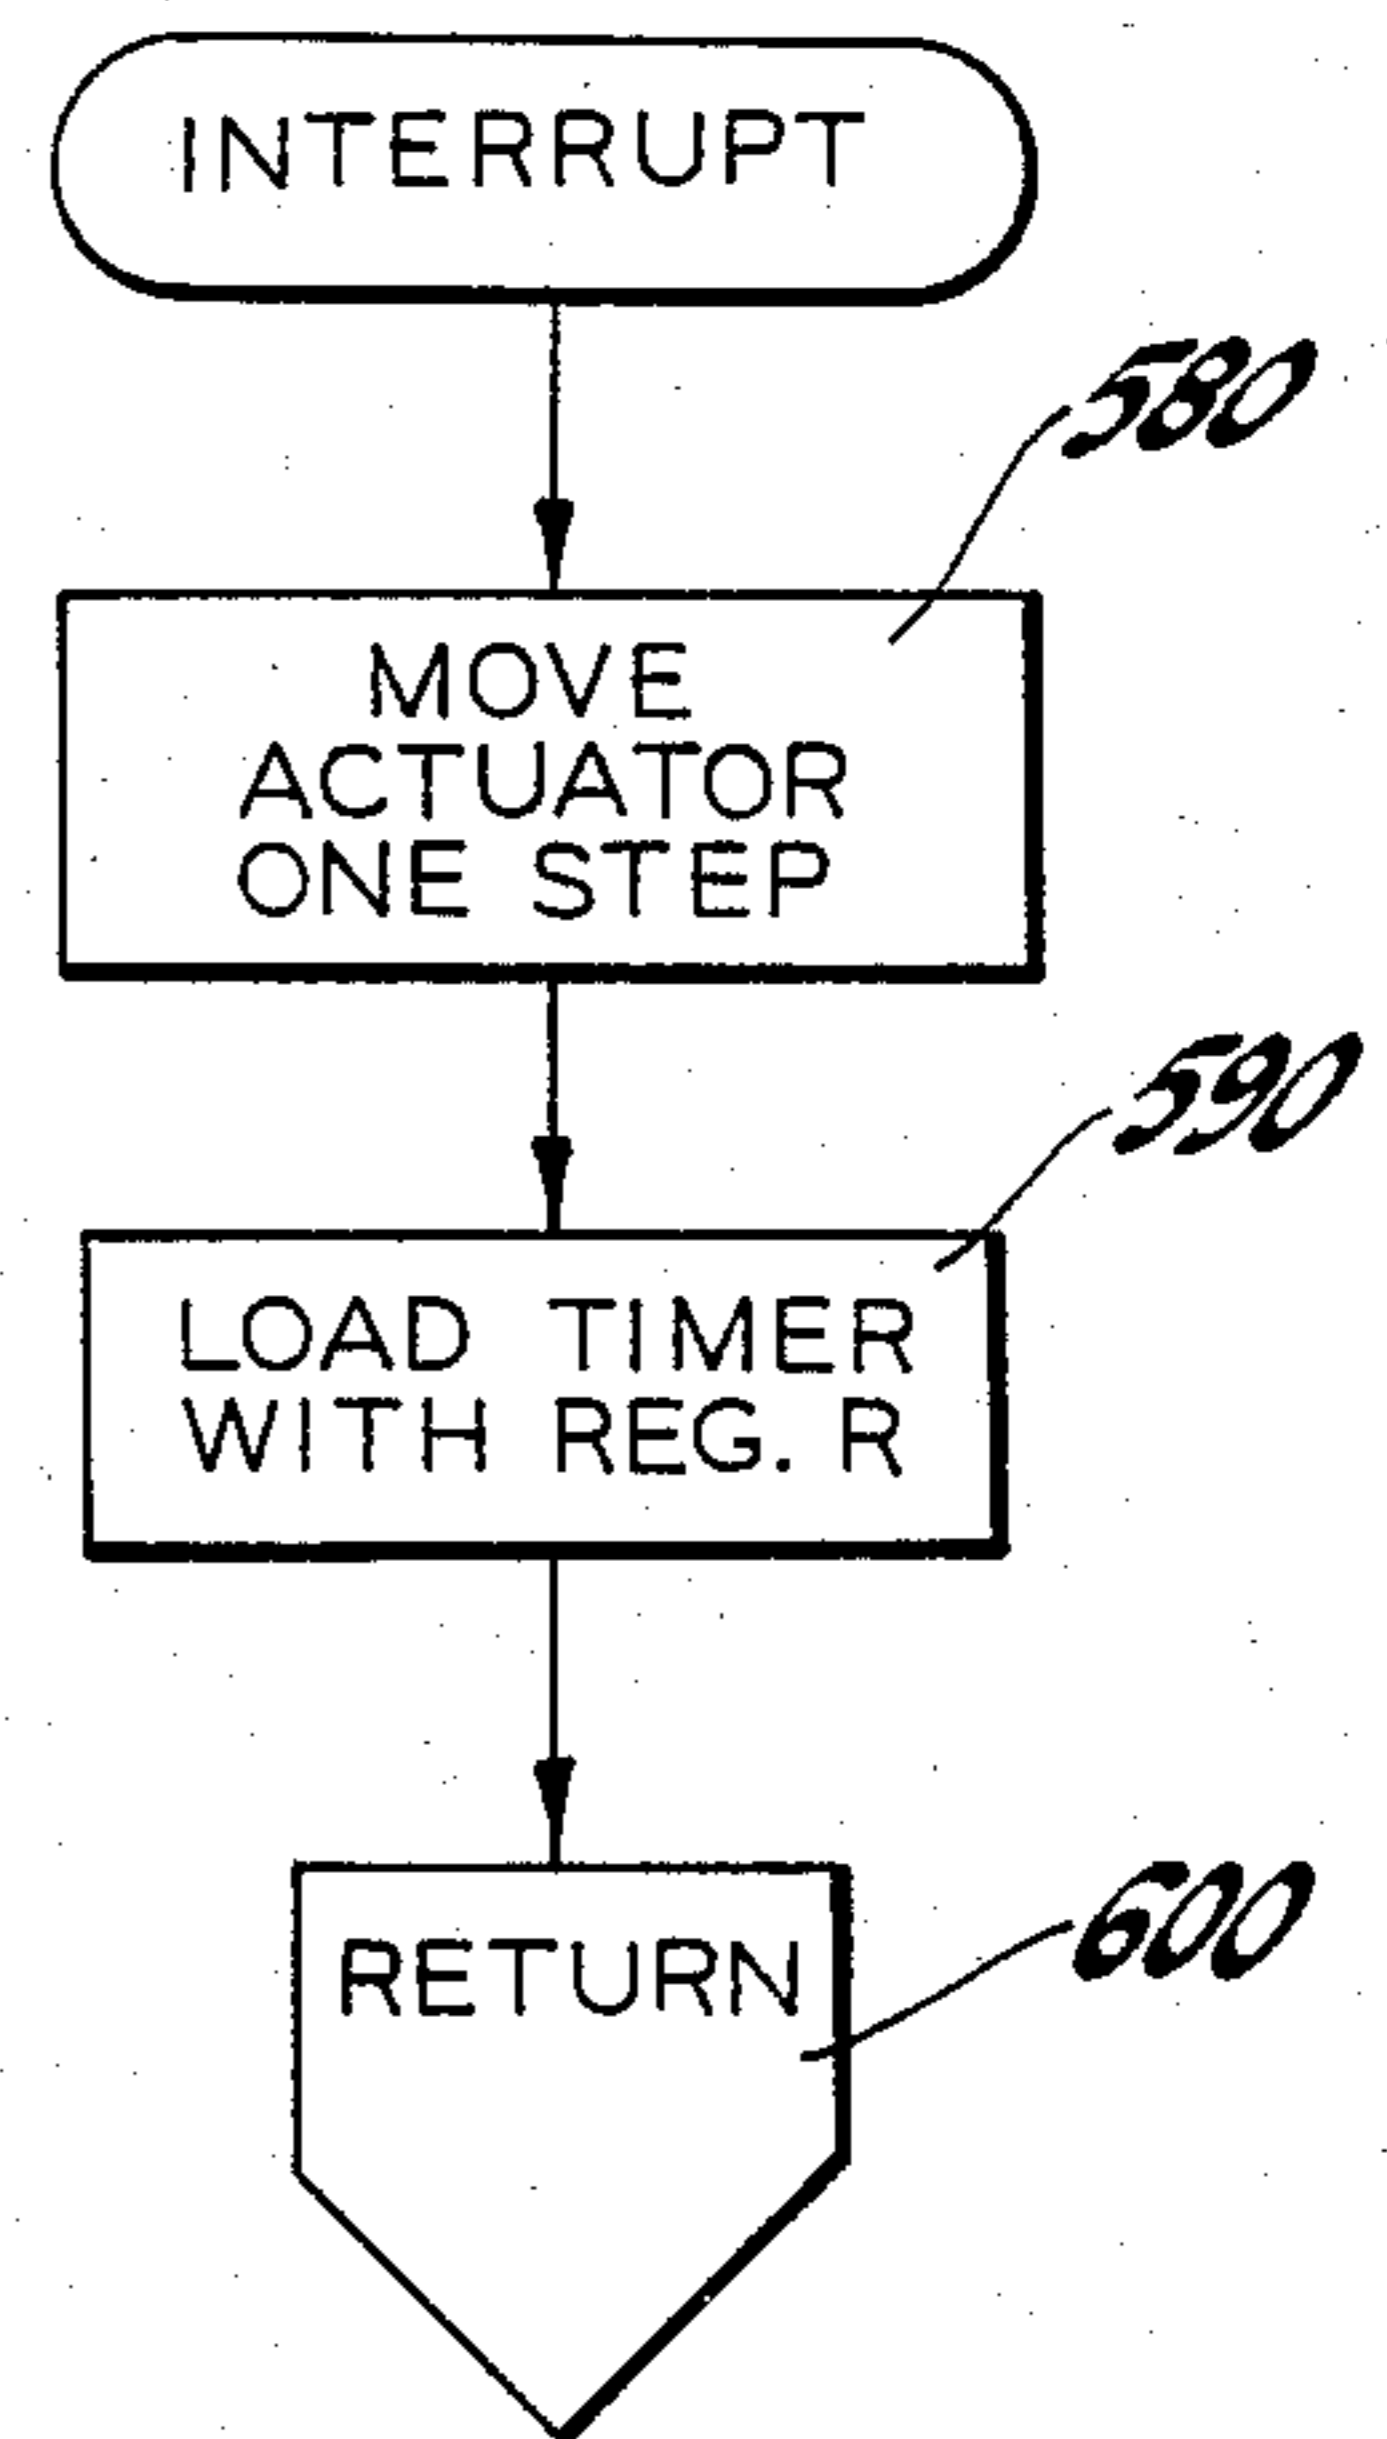 INTERRUPT
580
MOVE
ACTUATOR
ONE STEP
590
LOAD TIMER
WITH REG. R
RETURN
600